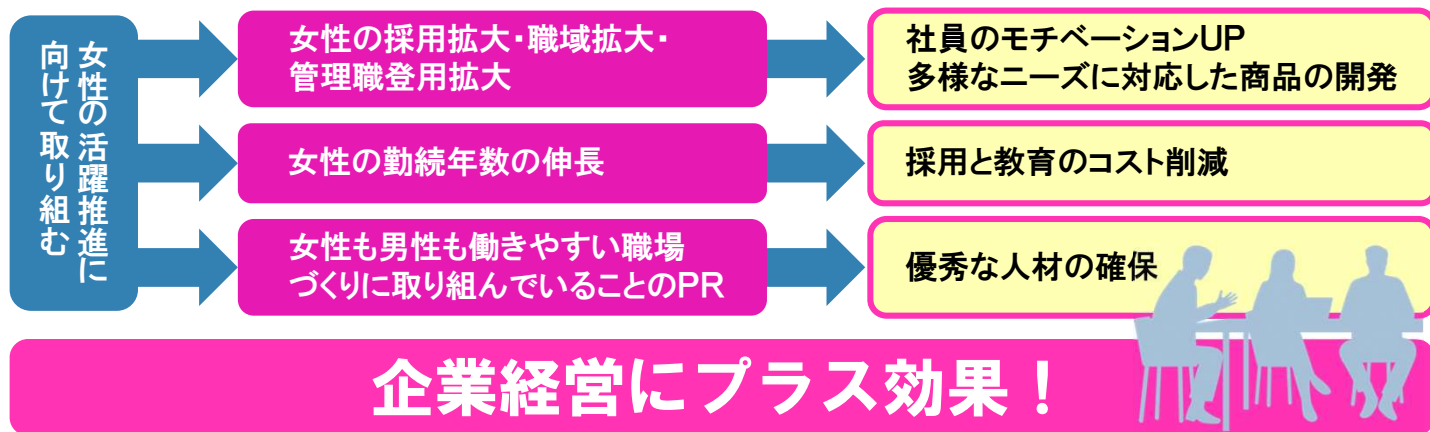 女性の活躍推進に
向けて取り組む
女性の採用拡大・職域拡大・
管理職登用拡大
社員のモチベーションUP
多様なニーズに対応した商品の開発
女性の勤続年数の伸長
採用と教育のコスト削減
女性も男性も働きやすい職場
づくりに取り組んでいることのPR
優秀な人材の確保
企業経営にプラス効果！